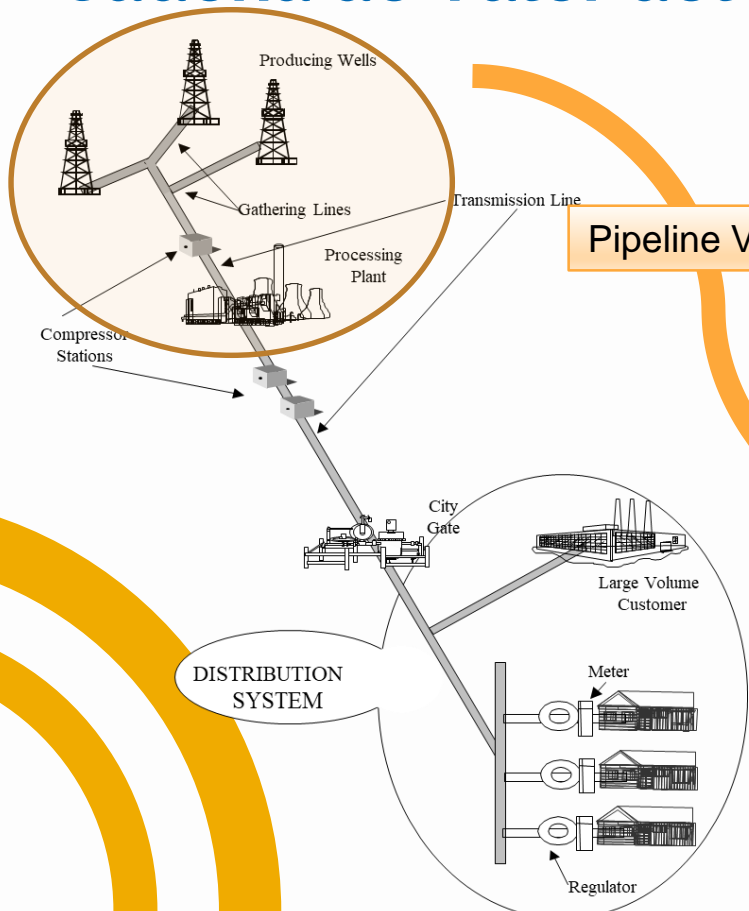 Producing Wells
Gathering Lines
Transmission Line
Pipeline V
Processing
Plant
Compressor
Stations
City
Gate
Large Volume
Customer
DISTRIBUTION
SYSTEM
Meter
Regulator